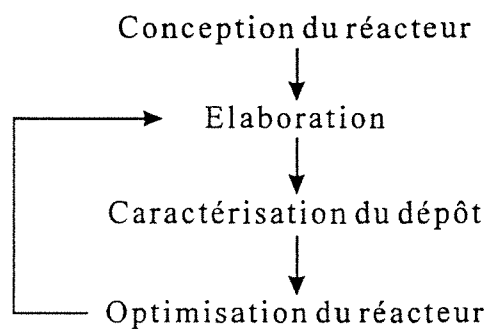 Conception du réacteur
Elaboration
Caractérisation du dépôt
Optimisation du réacteur